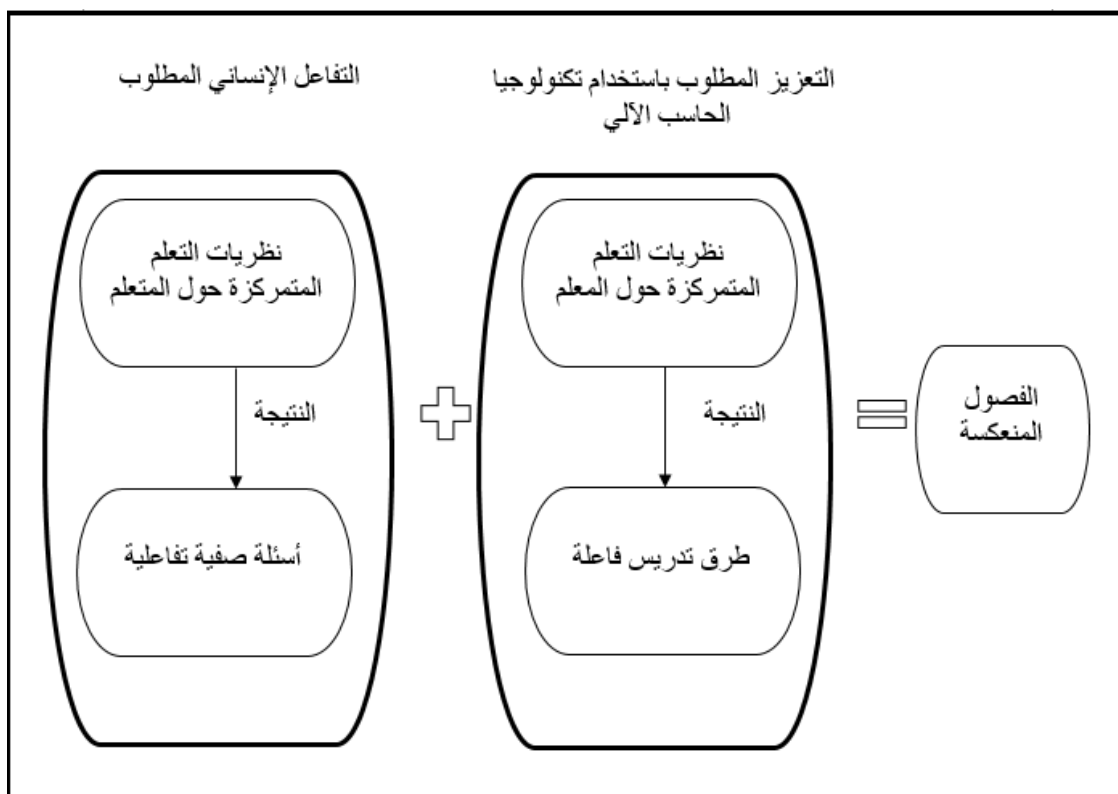 التفاعل الإنساني المطلوب
التعزيز المطلوب باستخدام تكنولوجيا
الحاسب الآلي
نظريات التعلم
المتمركزة حول المتعلم
النتيجة
أسئلة صفية تفاعلية
نظريات التعلم
المتمركزة حول المعلم
النتيجة
طرق تدريس فاعلة
الفصول
المنعكسة